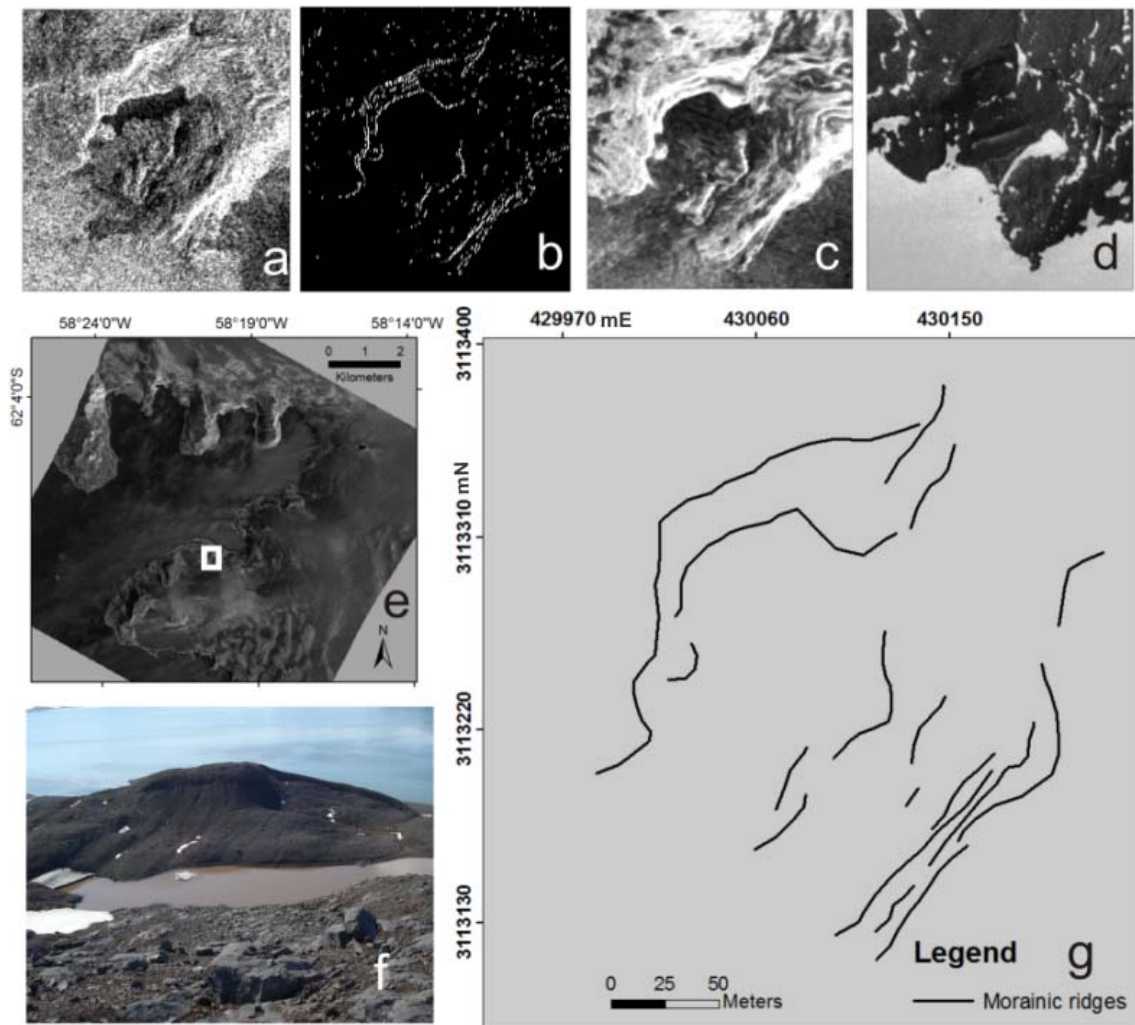 a
b
c
d
58°24'0"W 58°19'0"W 58°14'0"W
62°4'0"S
0 1 2
Kilometers
e
N
f
429970 mE 430060 430150
3113400
3113310 mN
3113220
3113130
0 25 50
Meters
Legend
Morainic ridges
g